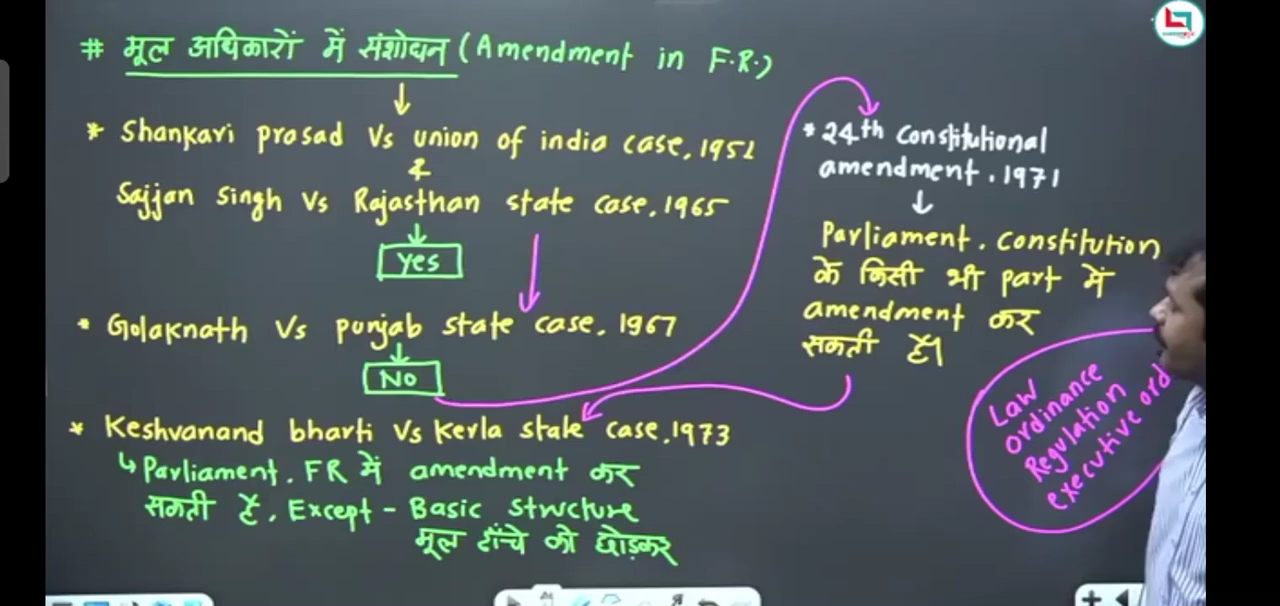 # मूल अधिकारों में संशोधन (Amendment in F.R.)
* Shankari prasad Vs union of india case, 1951
&
Sajjan singh Vs Rajasthan state case, 1965
Yes
* Golaknath Vs punjab state case, 1967
No
* Keshvanand bharti Vs Kerla state case, 1973
↳ Parliament, FR में amendment कर
सकती है, Except - Basic structure
मूल ढाँचे को छोड़कर
* 24th Constitutional
amendment, 1971
Parliament, Constitution
के किसी भी part में
amendment कर
सकती है।
Law
ordinance
Regulation
executive ord